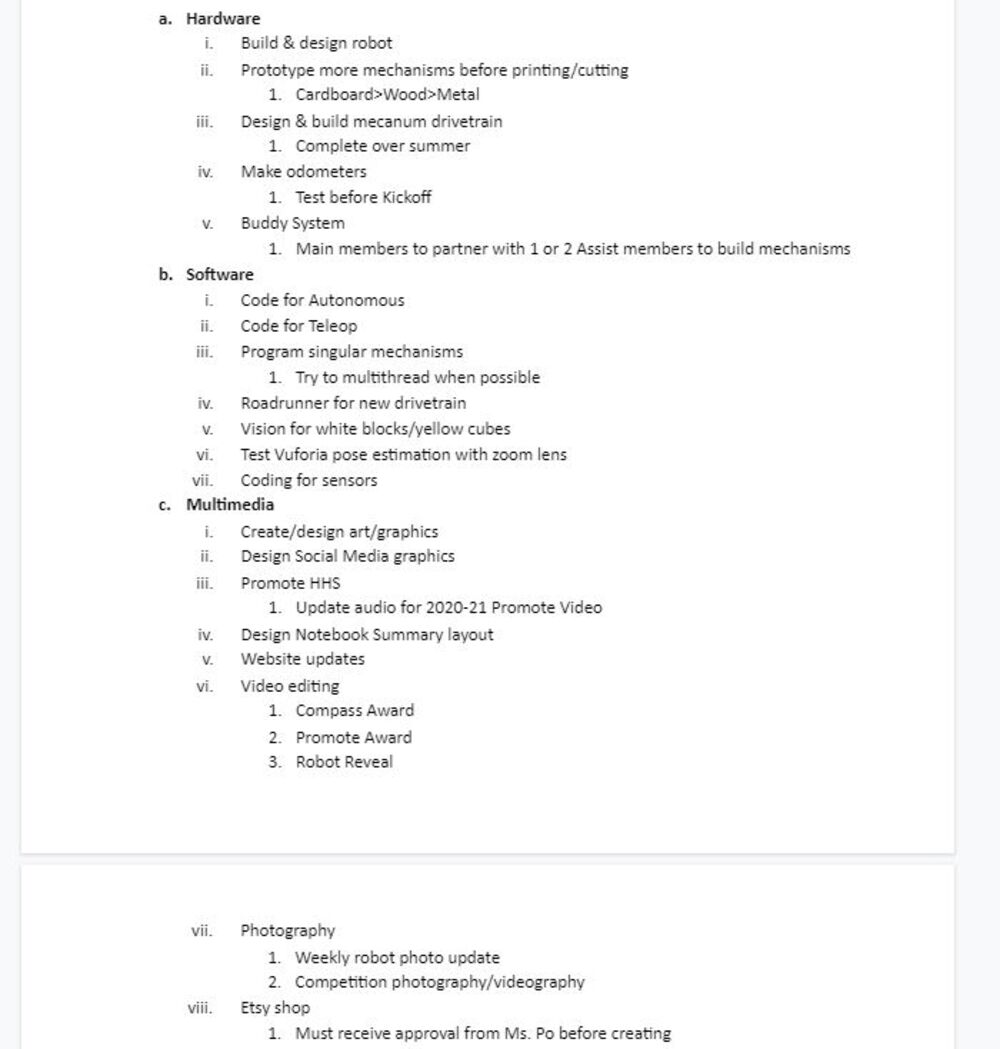 a. Hardware
i. Build & design robot
ii. Prototype more mechanisms before printing/cutting
1. Cardboard>Wood>Metal
iii. Design & build mecanum drivetrain
1. Complete over summer
iv. Make odometers
1. Test before Kickoff
v. Buddy System
1. Main members to partner with 1 or 2 Assist members to build mechanisms
b. Software
i. Code for Autonomous
ii. Code for Teleop
iii. Program singular mechanisms
1. Try to multithread when possible
iv. Roadrunner for new drivetrain
v. Vision for white blocks/yellow cubes
vi. Test Vuforia pose estimation with zoom lens
vii. Coding for sensors
c. Multimedia
i. Create/design art/graphics
ii. Design Social Media graphics
iii. Promote HHS
1. Update audio for 2020-21 Promote Video
iv. Design Notebook Summary layout
v. Website updates
vi. Video editing
1. Compass Award
2. Promote Award
3. Robot Reveal
vii. Photography
1. Weekly robot photo update
2. Competition photography/videography
viii. Etsy shop
1. Must receive approval from Ms. Po before creating